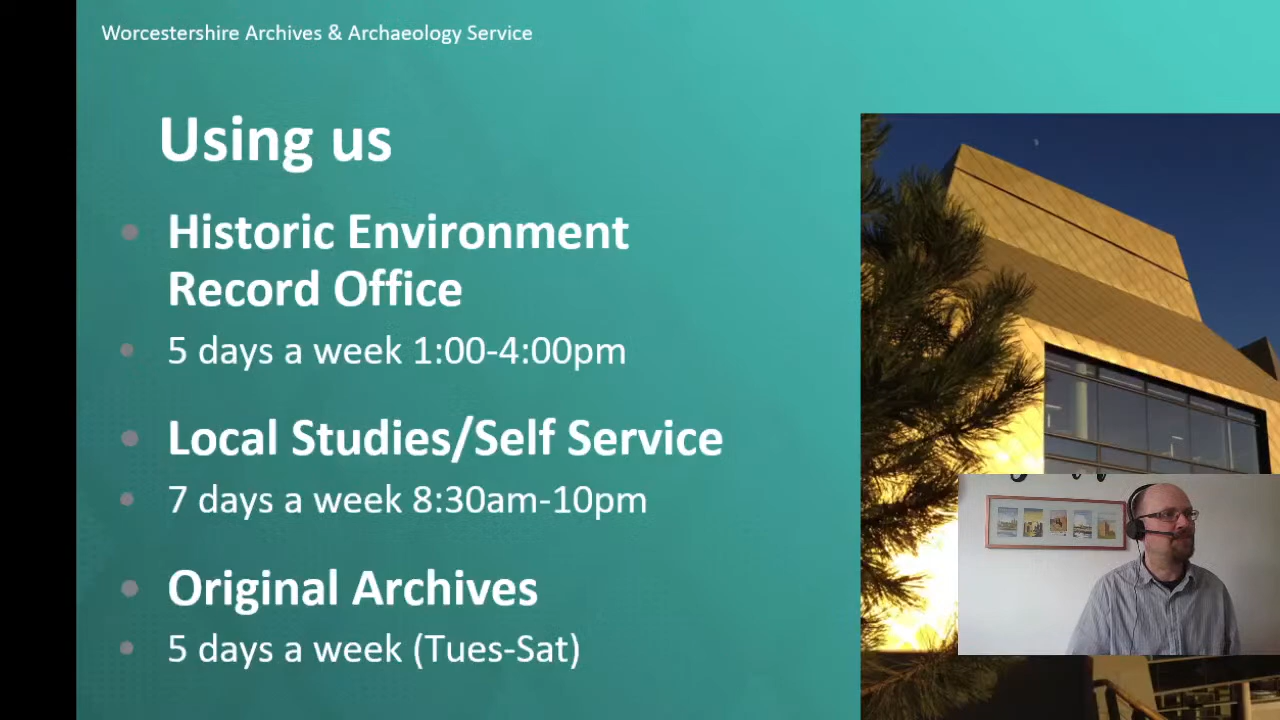 Worcestershire Archives & Archaeology Service
Using us
Historic Environment
Record Office
5 days a week 1:00-4:00pm
Local Studies/Self Service
7 days a week 8:30am-10pm
Original Archives
5 days a week (Tues-Sat)